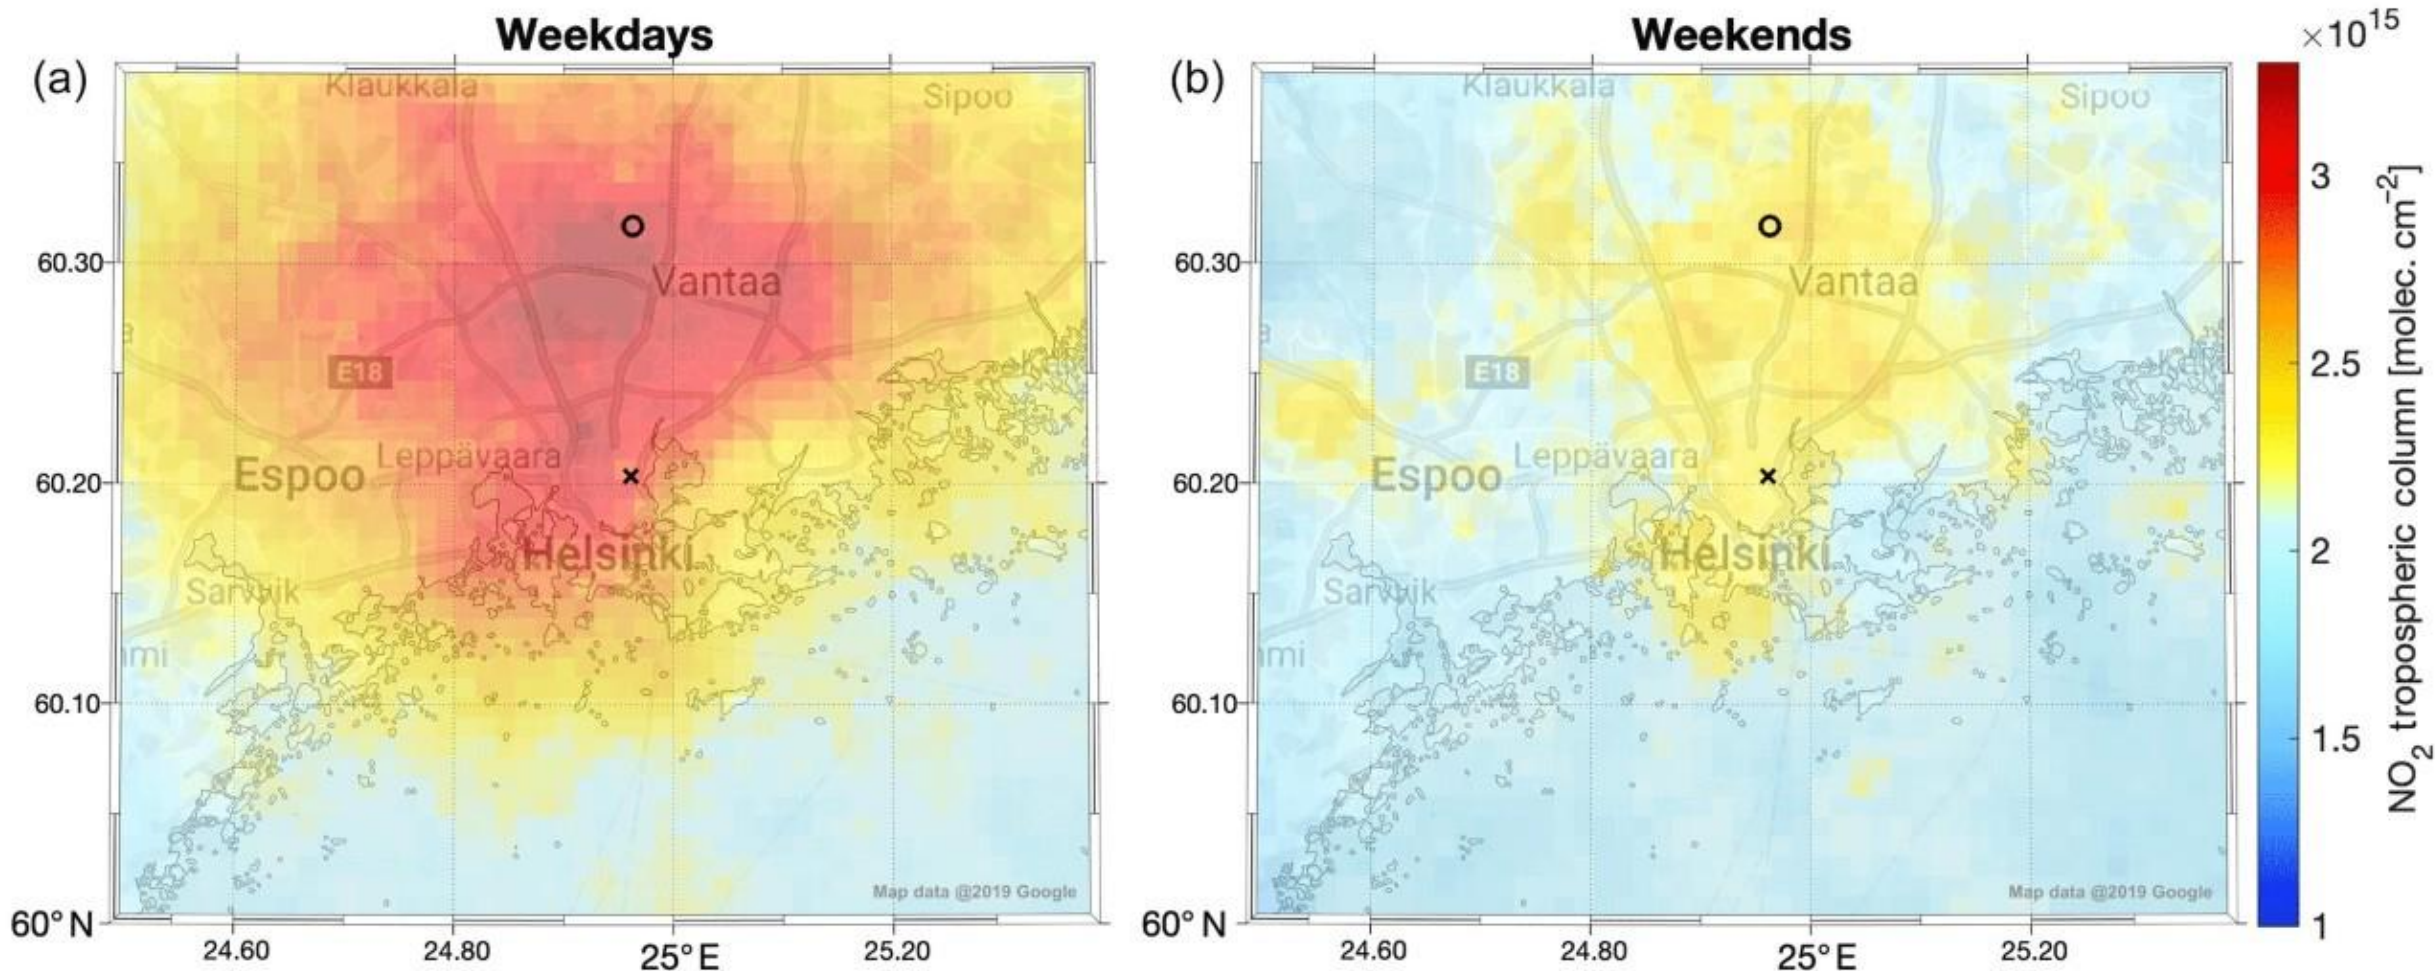 Weekdays
(a)
Klaukkala
Sipoo
60.30
Vantaa
a
E18
Leppävaara
Espoo
60.20
Helsinki
Sarvvik
60.10
Map data @2019 Google
60° N
24.60
24.80
25° E
25.20
Weekends
(b)
Klaukkala
Sipoo
60.30
Vantaa
a
E18
Leppävaara
Espoo
60.20
Helsinki
Sarvvik
60.10
Map data @2019 Google
60° N
24.60
24.80
25° E
25.20
×10¹⁵
3
2.5
2
1.5
1
NO₂ tropospheric column [molec. cm⁻²]